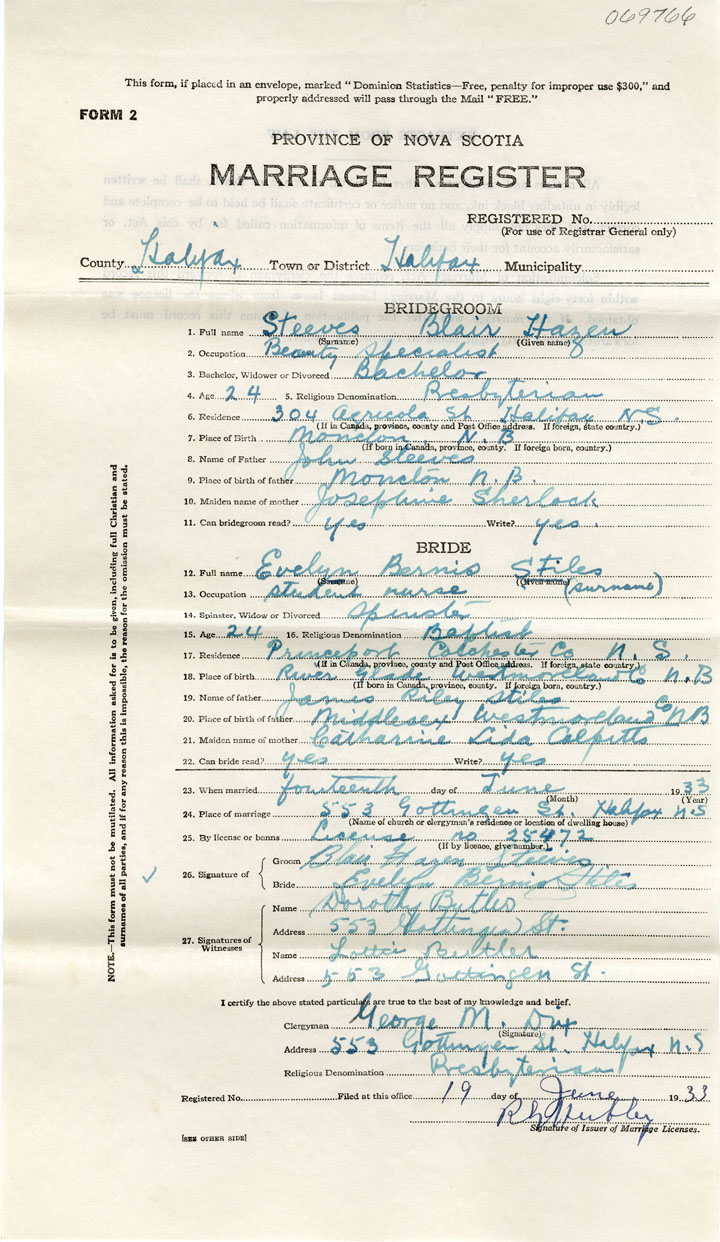 069766
This form, if placed in an envelope, marked "Dominion Statistics—Free, penalty for improper use $300," and
properly addressed will pass through the Mail "FREE."
FORM 2
PROVINCE OF NOVA SCOTIA
MARRIAGE REGISTER
REGISTERED No.
(For use of Registrar General only)
County Halifax Town or District Halifax Municipality
BRIDEGROOM
1. Full name Steeves Blair Hazen
(Surname) (Given name)
2. Occupation Beauty Specialist
3. Bachelor, Widower or Divorced Bachelor
4. Age 24 5. Religious Denomination Presbyterian
6. Residence 304 Agricola St Halifax N.S.
(If in Canada, province, county and Post Office address. If foreign, state country.)
7. Place of Birth Moncton N.B
(If born in Canada, province, county. If foreign born, country.)
8. Name of Father John Steeves
9. Place of birth of father Moncton N.B.
10. Maiden name of mother Josephine Sherlock
11. Can bridegroom read? yes Write? yes.
BRIDE
12. Full name Evelyn Bernis Stiles
(Surname) (Given name) (surname)
13. Occupation student nurse
14. Spinster, Widow or Divorced Spinster
15. Age 24 16. Religious Denomination Baptist
17. Residence Princeport Colchester Co N.S.
(If in Canada, province, county and Post Office address. If foreign, state country.)
18. Place of birth River Glade Westmoreland Co N.B
(If born in Canada, province, county. If foreign born, country.)
19. Name of father James Riley Stiles
20. Place of birth of father Middlesex Westmorland Co NB
21. Maiden name of mother Catharine Lida Colpitts
22. Can bride read? yes Write? yes
23. When married fourteenth day of June 1933
(Month) (Year)
24. Place of marriage 553 Gottingen St. Halifax N.S
(Name of church or clergyman's residence or location of dwelling house)
25. By license or banns License no 25472
(If by licence, give number.)
26. Signature of
Groom Blair Hazen Steeves
Bride Evelyn Bernis Stiles
27. Signatures of Witnesses
Name Dorothy Butler
Address 553 Gottingen St.
Name Lottie Butler
Address 553 Gottingen St.
I certify the above stated particulars are true to the best of my knowledge and belief.
Clergyman George M. Dix
(Signature)
Address 553 Gottingen St. Halifax N.S
Religious Denomination Presbyterian
Registered No. Filed at this office 19 day of June 1933
Signature of Issuer of Marriage Licenses.
[SEE OTHER SIDE]
NOTE.—This form must not be mutilated. All information asked for is to be given, including full Christian and
surnames of all parties, and if for any reason this is impossible, the reason for the omission must be stated.